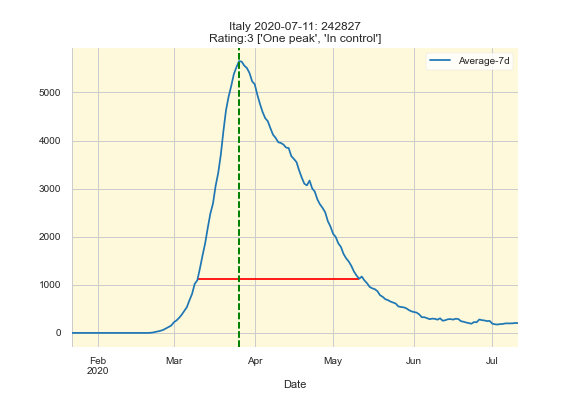 Italy 2020-07-11: 242827
Rating:3 ['One peak', 'In control']
Average-7d
5000
4000
3000
2000
1000
0
Feb
2020
Mar
Apr
May
Jun
Jul
Date